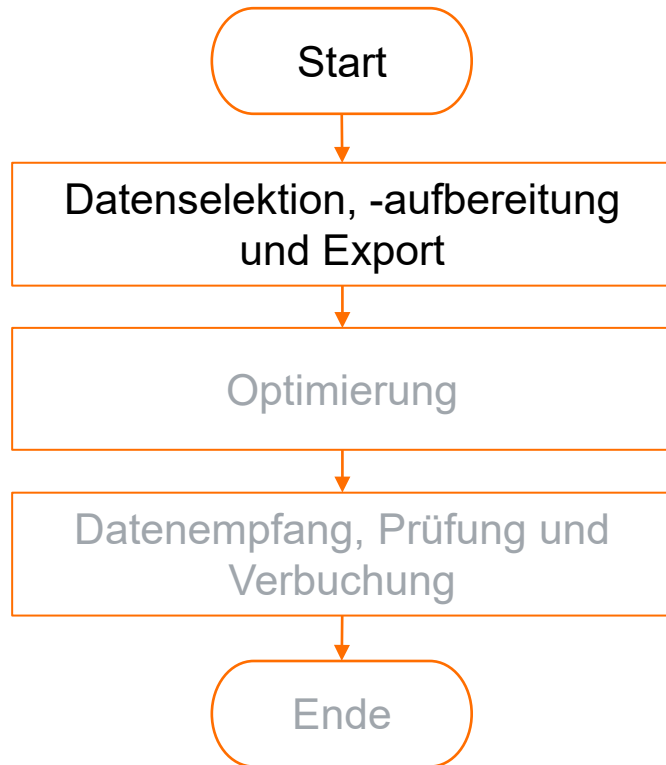 Start
Datenselektion, -aufbereitung
und Export
Optimierung
Datenempfang, Prüfung und
Verbuchung
Ende